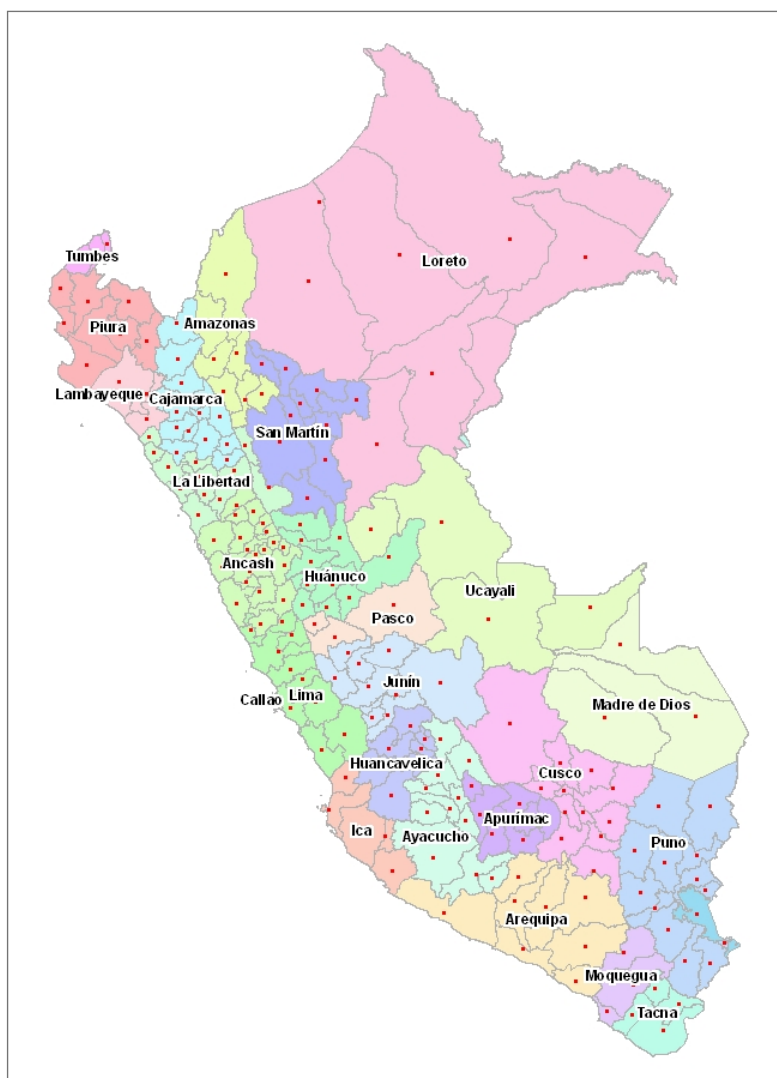 Tumbes
Loreto
Piura
Amazonas
Lambayeque
Cajamarca
San Martín
La Libertad
Ancash
Huánuco
Ucayali
Pasco
Junín
Callao
Lima
Madre de Dios
Huancavelica
Cusco
Ica
Ayacucho
Apurímac
Puno
Arequipa
Moquegua
Tacna